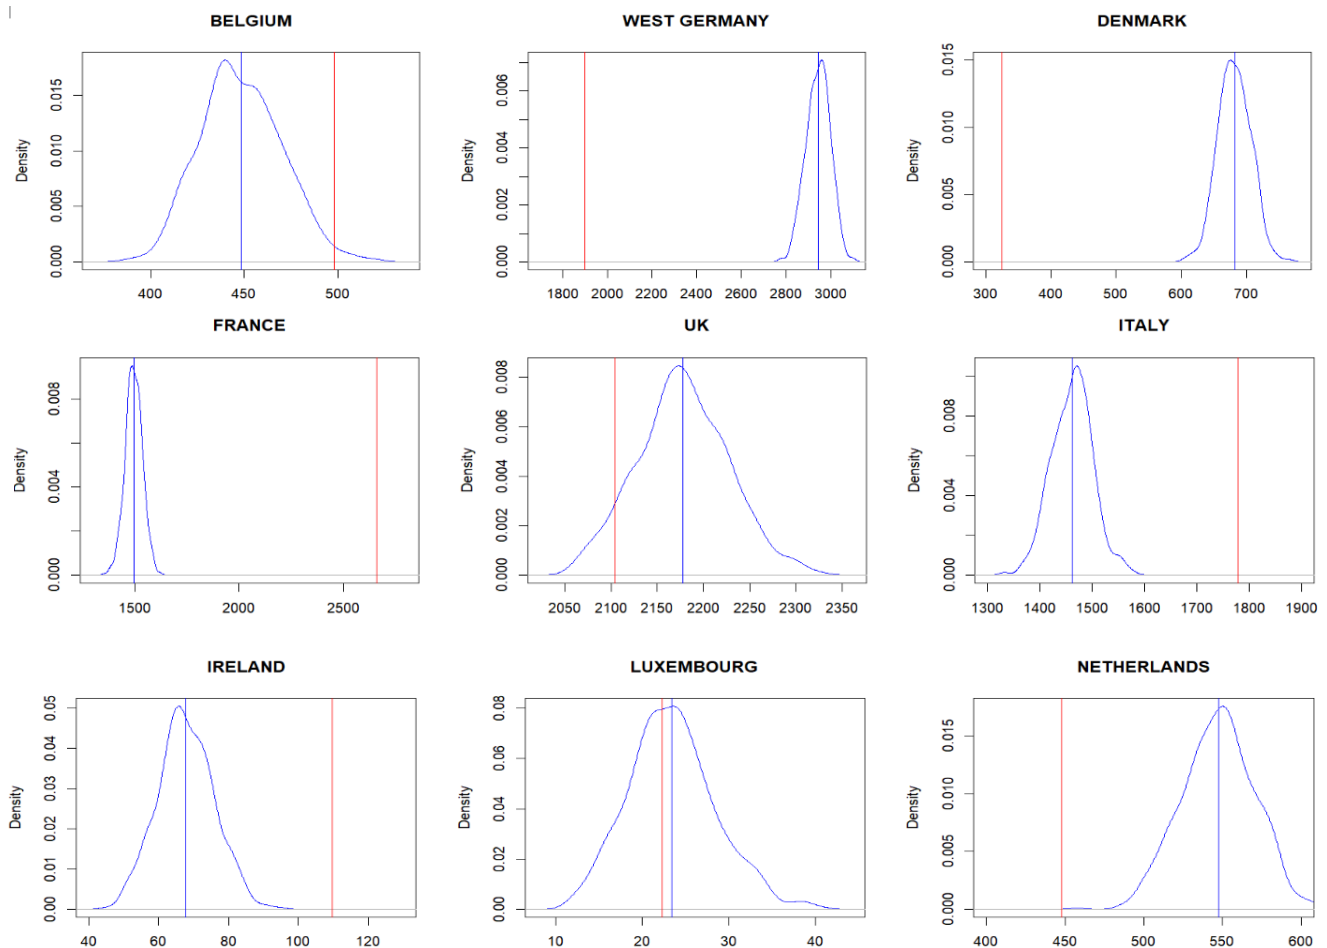 BELGIUM
WEST GERMANY
DENMARK
Density
0.000 0.005 0.010 0.015
400 450 500
Density
0.000 0.002 0.004 0.006
1800 2000 2200 2400 2600 2800 3000
Density
0.000 0.005 0.010 0.015
300 400 500 600 700
FRANCE
UK
ITALY
Density
0.000 0.004 0.008
1500 2000 2500
Density
0.000 0.002 0.004 0.006 0.008
2050 2100 2150 2200 2250 2300 2350
Density
0.000 0.004 0.008
1300 1400 1500 1600 1700 1800 1900
IRELAND
LUXEMBOURG
NETHERLANDS
Density
0.00 0.01 0.02 0.03 0.04 0.05
40 60 80 100 120
Density
0.00 0.02 0.04 0.06 0.08
10 20 30 40
Density
0.000 0.005 0.010 0.015
400 450 500 550 600